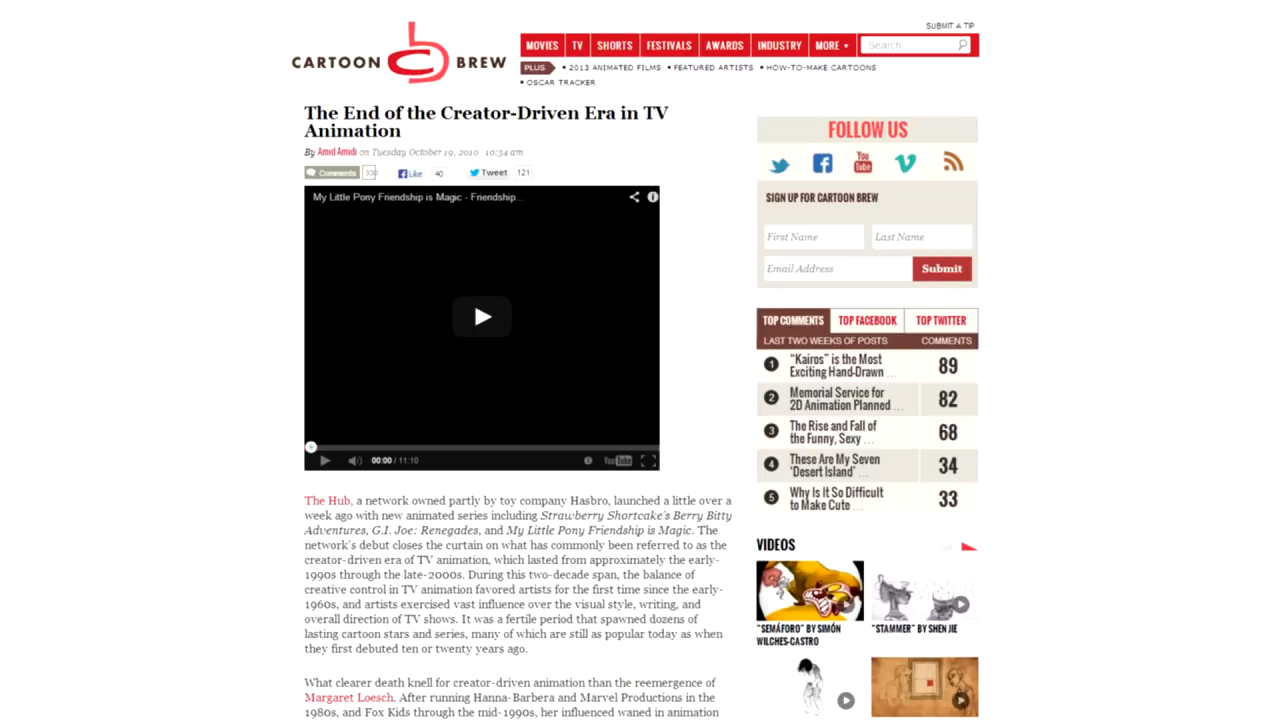 SUBMIT A TIP
CARTOON BREW
MOVIES TV SHORTS FESTIVALS AWARDS INDUSTRY MORE Search
PLUS • 2013 ANIMATED FILMS • FEATURED ARTISTS • HOW-TO-MAKE CARTOONS
• OSCAR TRACKER
The End of the Creator-Driven Era in TV
Animation
By Amid Amidi on Tuesday October 19, 2010 10:34 am
Comments 330 Like 40 Tweet 121
My Little Pony Friendship is Magic - Friendship...
00:00 / 11:10 YouTube
The Hub, a network owned partly by toy company Hasbro, launched a little over a
week ago with new animated series including Strawberry Shortcake's Berry Bitty
Adventures, G.I. Joe: Renegades, and My Little Pony Friendship is Magic. The
network's debut closes the curtain on what has commonly been referred to as the
creator-driven era of TV animation, which lasted from approximately the early-
1990s through the late-2000s. During this two-decade span, the balance of
creative control in TV animation favored artists for the first time since the early-
1960s, and artists exercised vast influence over the visual style, writing, and
overall direction of TV shows. It was a fertile period that spawned dozens of
lasting cartoon stars and series, many of which are still as popular today as when
they first debuted ten or twenty years ago.
What clearer death knell for creator-driven animation than the reemergence of
Margaret Loesch. After running Hanna-Barbera and Marvel Productions in the
1980s, and Fox Kids through the mid-1990s, her influenced waned in animation
FOLLOW US
You Tube
SIGN UP FOR CARTOON BREW
First Name Last Name
Email Address Submit
TOP COMMENTS TOP FACEBOOK TOP TWITTER
LAST TWO WEEKS OF POSTS COMMENTS
1 "Kairos" is the Most
Exciting Hand-Drawn ... 89
2 Memorial Service for
2D Animation Planned ... 82
3 The Rise and Fall of
the Funny, Sexy ... 68
4 These Are My Seven
'Desert Island' ... 34
5 Why Is It So Difficult
to Make Cute ... 33
VIDEOS
"SEMÁFORO" BY SIMÓN
WILCHES-CASTRO
"STAMMER" BY SHEN JIE